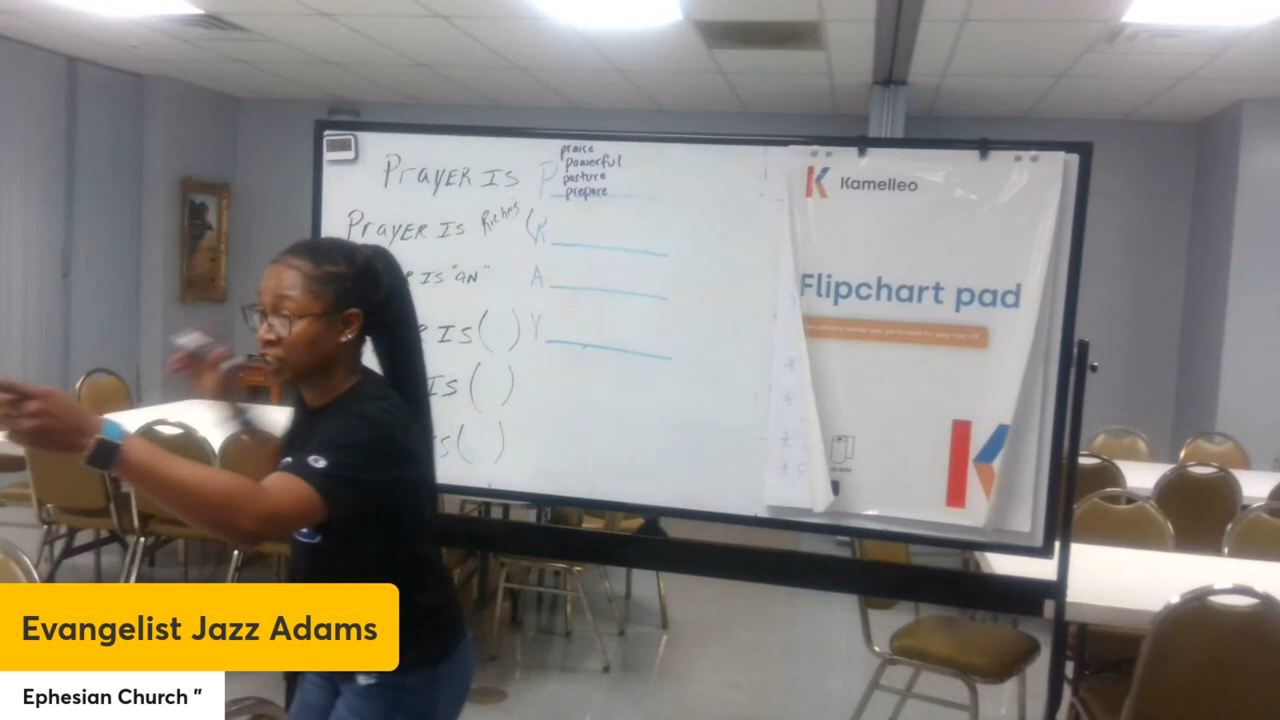 praise
powerful
posture
prepare
PrayER IS P
PrayER IS Riches (R
IS "an" A
IS ( ) Y
IS ( )
s ( )
Kamelleo
Flipchart pad
Evangelist Jazz Adams
Ephesian Church "